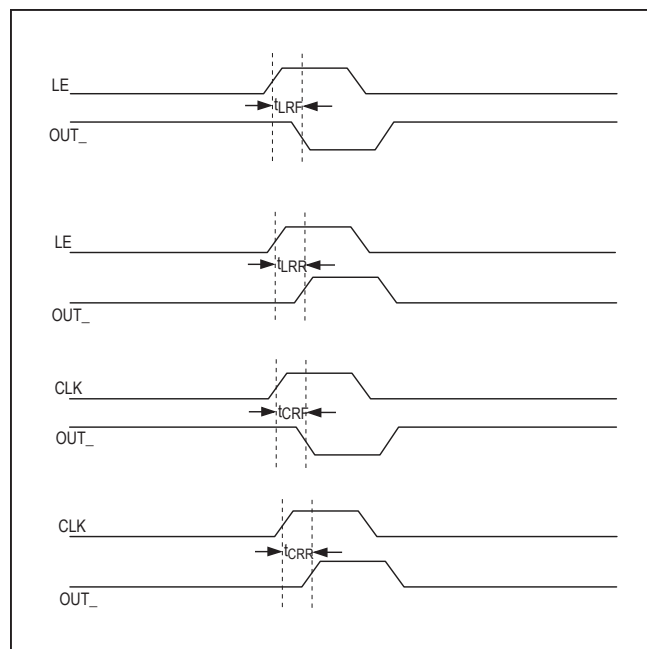 LE
tLRF
OUT_
LE
tLRR
OUT_
CLK
tCRF
OUT_
CLK
tCRR
OUT_